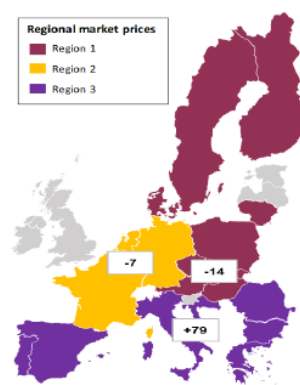 Regional market prices
Region 1
Region 2
Region 3
-7
-14
+79